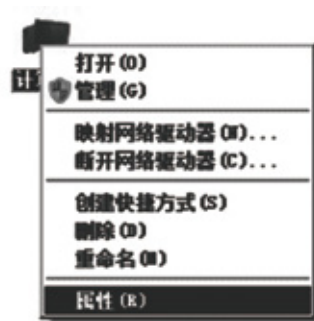 打开(O)
管理(G)
映射网络驱动器(N)...
断开网络驱动器(C)...
创建快捷方式(S)
删除(D)
重命名(M)
属性(R)